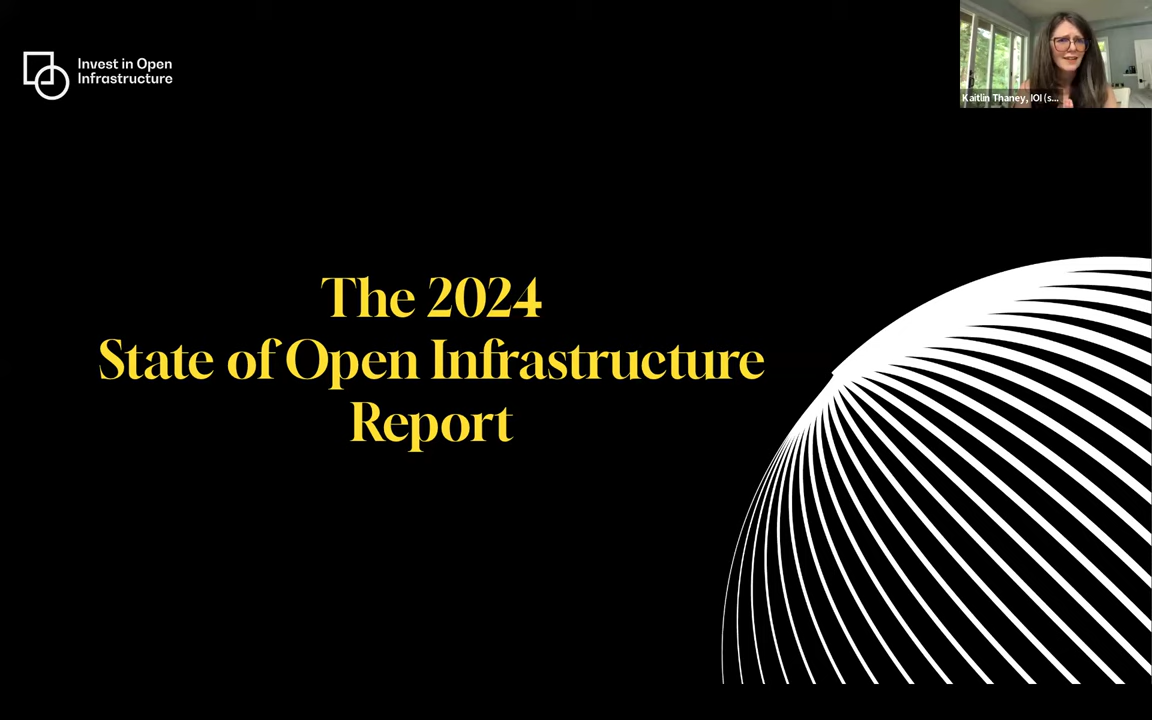 Invest in Open
Infrastructure
Kaitlin Thaney, IOI (s...
The 2024
State of Open Infrastructure
Report